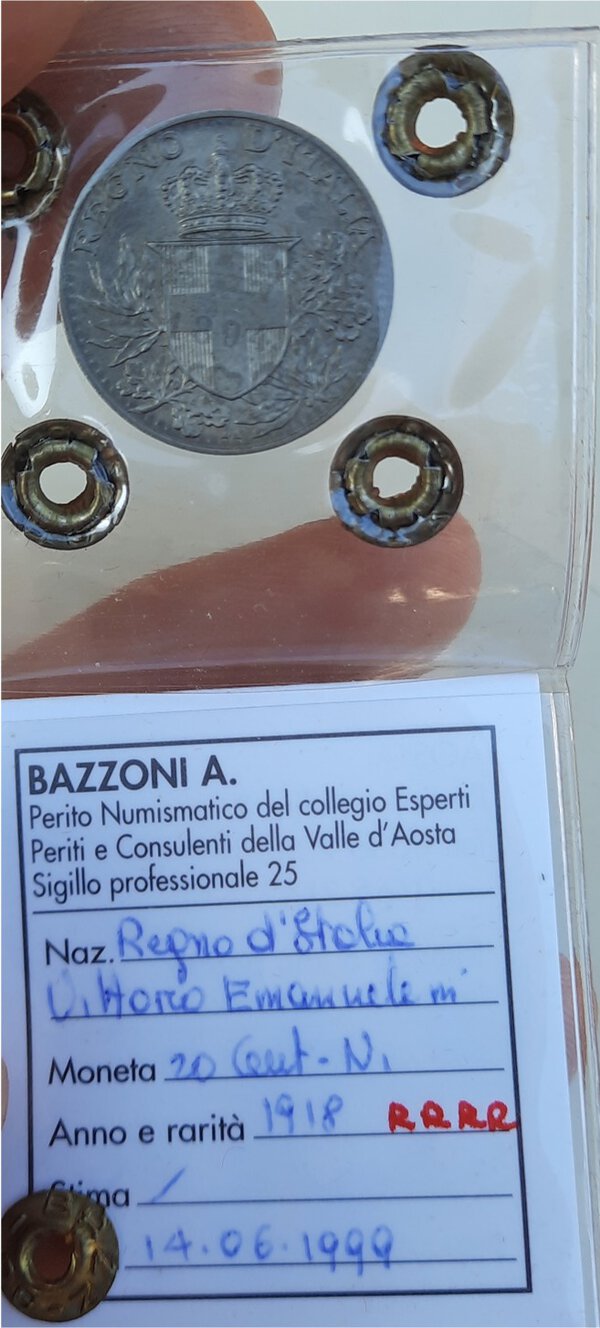 REGNO D'ITALIA
BAZZONI A.
Perito Numismatico del collegio Esperti
Periti e Consulenti della Valle d'Aosta
Sigillo professionale 25
Naz. Regno d'Italia
Vittorio Emanuele III
Moneta 20 Cent. Ni
Anno e rarità 1918 RRRR
Stima /
14.06.1999